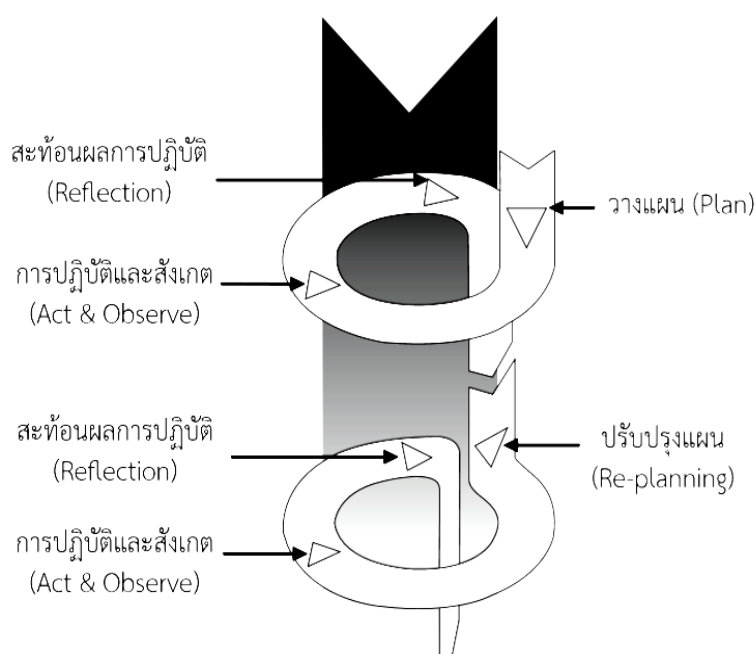 สะท้อนผลการปฏิบัติ
(Reflection)
วางแผน (Plan)
การปฏิบัติและสังเกต
(Act & Observe)
สะท้อนผลการปฏิบัติ
(Reflection)
ปรับปรุงแผน
(Re-planning)
การปฏิบัติและสังเกต
(Act & Observe)